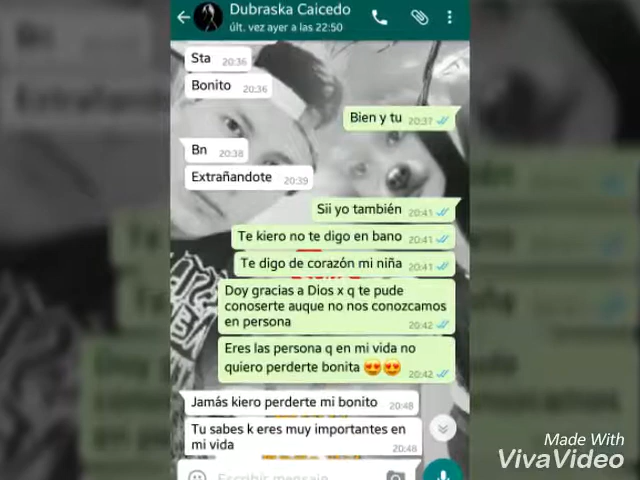 Dubraska Caicedo
últ. vez ayer a las 22:50
Sta 20:36
Bonito 20:36
Bien y tu 20:37
Bn 20:38
Extrañandote 20:39
Sii yo también 20:41
Te kiero no te digo en bano 20:41
Te digo de corazón mi niña 20:41
Doy gracias a Dios x q te pude
conoserte auque no nos conozcamos
en persona 20:42
Eres las persona q en mi vida no
quiero perderte bonita 😍😍 20:42
Jamás kiero perderte mi bonito 20:48
Tu sabes k eres muy importantes en
mi vida 20:48
Escribir mensaje
Made With
VivaVideo